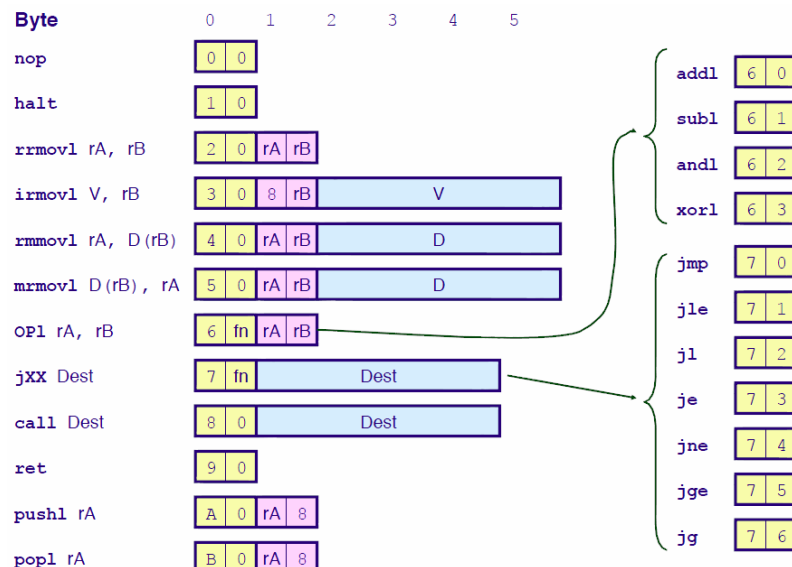 Byte 0 1 2 3 4 5
nop 0 0
halt 1 0
rrmovl rA, rB 2 0 rA rB
irmovl V, rB 3 0 8 rB V
rmmovl rA, D(rB) 4 0 rA rB D
mrmovl D(rB), rA 5 0 rA rB D
OPl rA, rB 6 fn rA rB
jXX Dest 7 fn Dest
call Dest 8 0 Dest
ret 9 0
pushl rA A 0 rA 8
popl rA B 0 rA 8
addl 6 0
subl 6 1
andl 6 2
xorl 6 3
jmp 7 0
jle 7 1
jl 7 2
je 7 3
jne 7 4
jge 7 5
jg 7 6